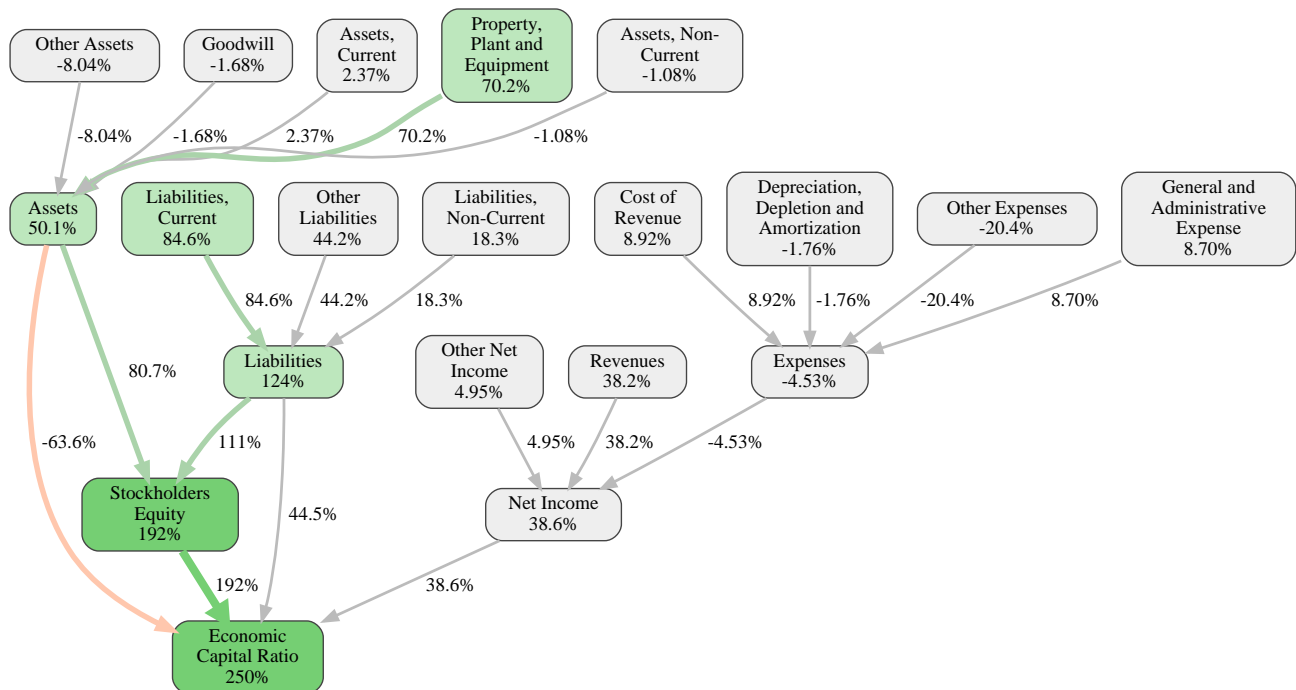 Other Assets
-8.04%
Goodwill
-1.68%
Assets,
Current
2.37%
Property,
Plant and
Equipment
70.2%
Assets, Non-
Current
-1.08%
-8.04%
-1.68%
2.37%
70.2%
-1.08%
Assets
50.1%
Liabilities,
Current
84.6%
Other
Liabilities
44.2%
Liabilities,
Non-Current
18.3%
Cost of
Revenue
8.92%
Depreciation,
Depletion and
Amortization
-1.76%
Other Expenses
-20.4%
General and
Administrative
Expense
8.70%
84.6%
44.2%
18.3%
8.92%
-1.76%
-20.4%
8.70%
80.7%
Liabilities
124%
Other Net
Income
4.95%
Revenues
38.2%
Expenses
-4.53%
-63.6%
111%
4.95%
38.2%
-4.53%
Stockholders
Equity
192%
44.5%
Net Income
38.6%
192%
38.6%
Economic
Capital Ratio
250%